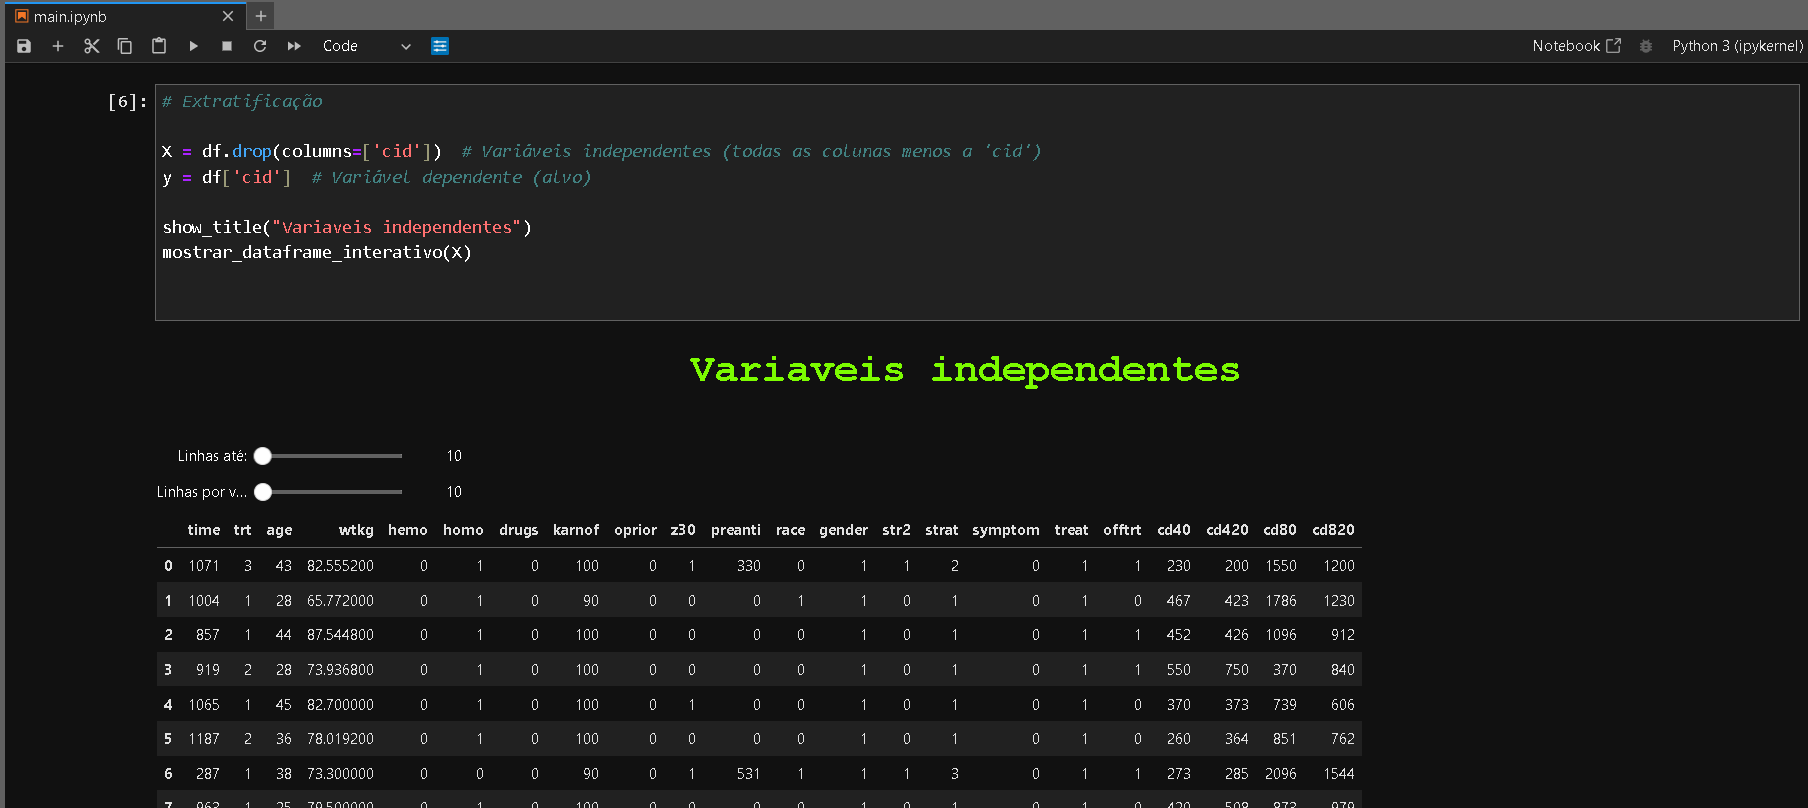 main.ipynb
Code
Notebook
Python 3 (ipykernel)
[6]:
# Extratificação
X = df.drop(columns=['cid'])  # Variáveis independentes (todas as colunas menos a 'cid')
y = df['cid']  # Variável dependente (alvo)
show_title("Variaveis independentes")
mostrar_dataframe_interativo(X)
Variaveis independentes
Linhas até: 10
Linhas por v... 10
time trt age wtkg hemo homo drugs karnof oprior z30 preanti race gender str2 strat symptom treat offtrt cd40 cd420 cd80 cd820
0 1071 3 43 82.555200 0 1 0 100 0 1 330 0 1 1 2 0 1 1 230 200 1550 1200
1 1004 1 28 65.772000 0 1 0 90 0 0 0 1 1 0 1 0 1 0 467 423 1786 1230
2 857 1 44 87.544800 0 1 0 100 0 0 0 0 1 0 1 0 1 1 452 426 1096 912
3 919 2 28 73.936800 0 1 0 100 0 0 0 0 1 0 1 0 1 1 550 750 370 840
4 1065 1 45 82.700000 0 1 0 100 0 1 0 0 1 0 1 0 1 0 370 373 739 606
5 1187 2 36 78.019200 0 1 0 100 0 0 0 0 1 0 1 0 1 0 260 364 851 762
6 287 1 38 73.300000 0 0 0 90 0 1 531 1 1 1 3 0 1 1 273 285 2096 1544